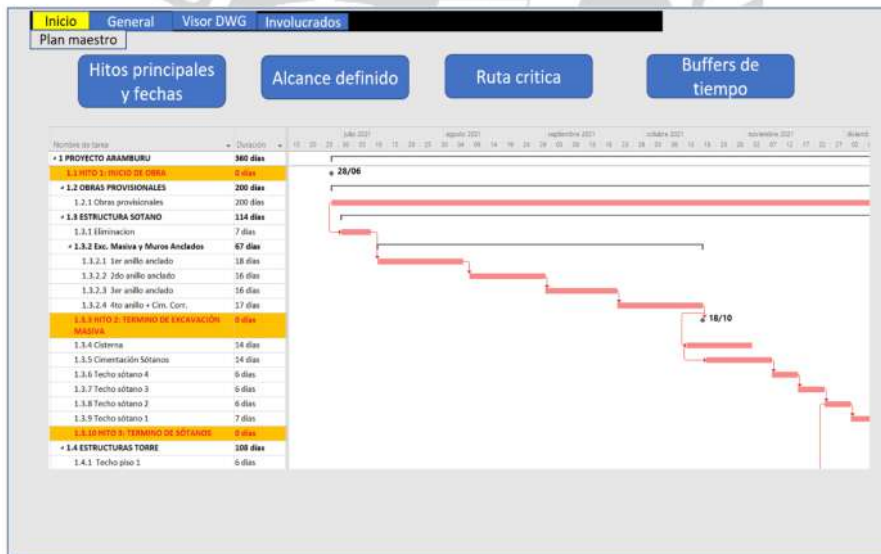 Inicio General Visor DWG Involucrados
Plan maestro
Hitos principales
y fechas
Alcance definido
Ruta critica
Buffers de
tiempo
julio 2021 agosto 2021 septiembre 2021 octubre 2021 noviembre 2021
Nombre de tarea Duración
1 PROYECTO ARAMBURU 360 días
1.1 HITO 1: INICIO DE OBRA 0 días 28/06
1.2 OBRAS PROVISIONALES 200 días
1.2.1 Obras provisionales 200 días
1.3 ESTRUCTURA SOTANO 114 días
1.3.1 Eliminacion 7 días
1.3.2 Exc. Masiva y Muros Anclados 67 días
1.3.2.1 1er anillo anclado 18 días
1.3.2.2 2do anillo anclado 16 días
1.3.2.3 3er anillo anclado 16 días
1.3.2.4 4to anillo + Cim. Corr. 17 días
1.3.3 HITO 2: TERMINO DE EXCAVACIÓN 0 días 18/10
MASIVA
1.3.4 Cisterna 14 días
1.3.5 Cimentación Sótanos 14 días
1.3.6 Techo sótano 4 6 días
1.3.7 Techo sótano 3 6 días
1.3.8 Techo sótano 2 6 días
1.3.9 Techo sótano 1 7 días
1.3.10 HITO 3: TERMINO DE SÓTANOS 0 días
1.4 ESTRUCTURAS TORRE 108 días
1.4.1 Techo piso 1 6 días